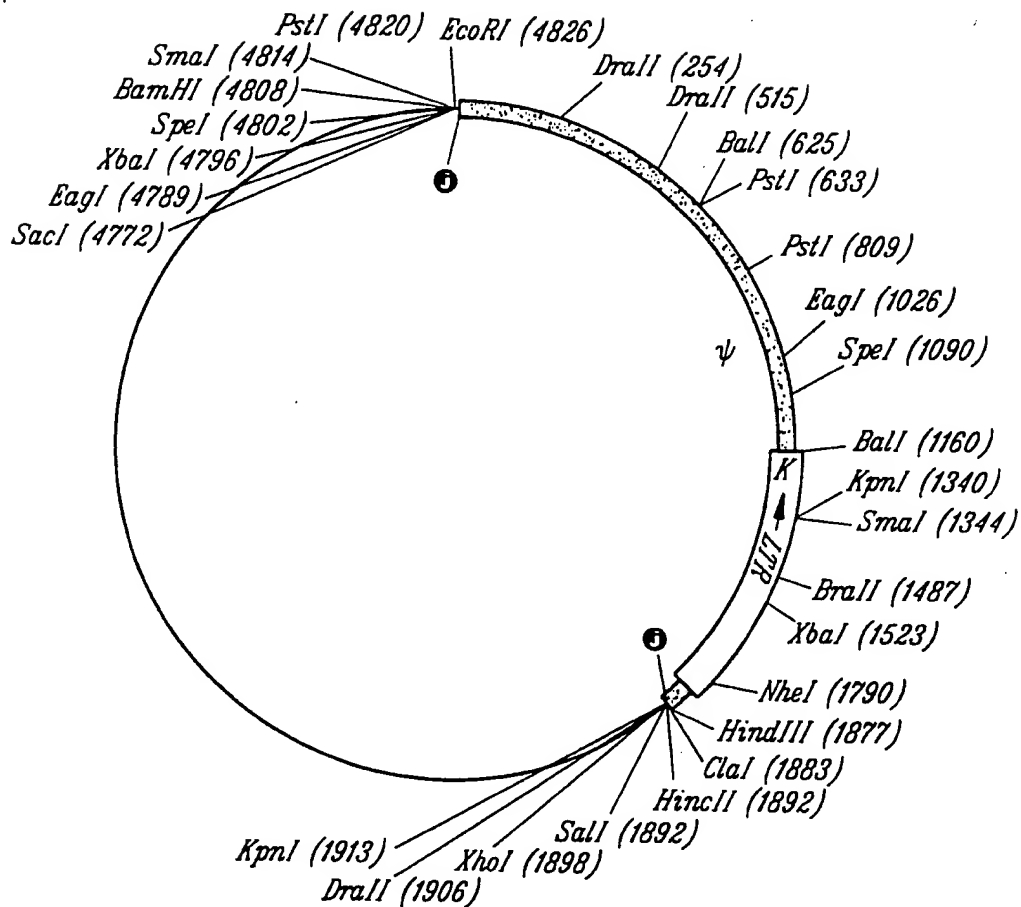 PstI (4820)
EcoRI (4826)
SmaI (4814)
BamHI (4808)
SpeI (4802)
XbaI (4796)
EagI (4789)
SacI (4772)
DraII (254)
DraII (515)
BalI (625)
PstI (633)
PstI (809)
EagI (1026)
SpeI (1090)
BalI (1160)
KpnI (1340)
SmaI (1344)
BraII (1487)
XbaI (1523)
NheI (1790)
HindIII (1877)
ClaI (1883)
HincII (1892)
SalI (1892)
XhoI (1898)
DraII (1906)
KpnI (1913)
j
ψ
K
LTR
j